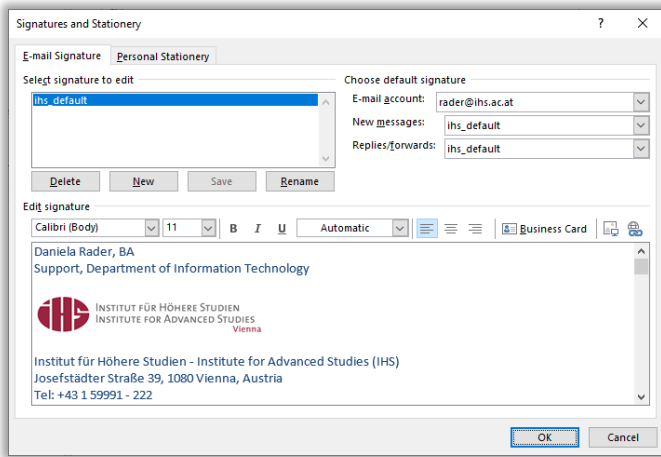 Signatures and Stationery
E-mail Signature Personal Stationery
Select signature to edit
ihs_default
Delete New Save Rename
Choose default signature
E-mail account: rader@ihs.ac.at
New messages: ihs_default
Replies/forwards: ihs_default
Edit signature
Calibri (Body) 11 B I U Automatic Business Card
Daniela Rader, BA
Support, Department of Information Technology
iHS INSTITUT FÜR HÖHERE STUDIEN
INSTITUTE FOR ADVANCED STUDIES
Vienna
Institut für Höhere Studien - Institute for Advanced Studies (IHS)
Josefstädter Straße 39, 1080 Vienna, Austria
Tel: +43 1 59991 - 222
OK Cancel